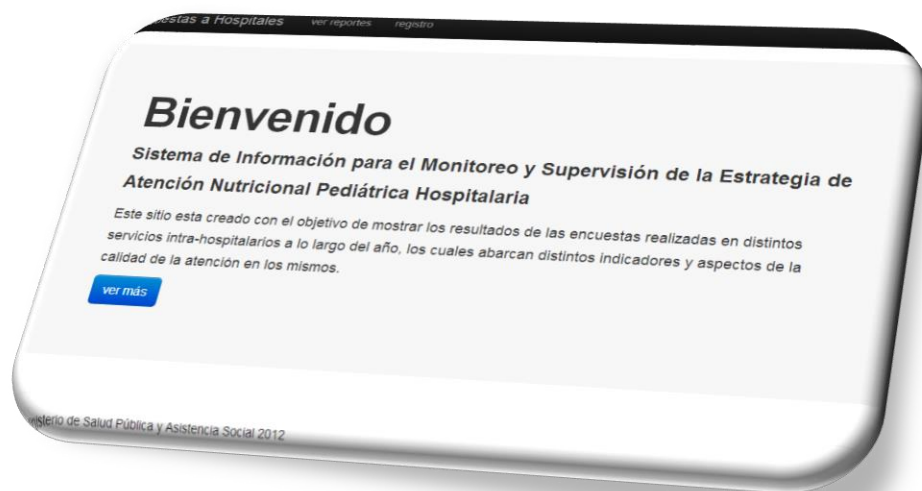 a Hospitales ver reportes registro
Bienvenido
Sistema de Información para el Monitoreo y Supervisión de la Estrategia de
Atención Nutricional Pediátrica Hospitalaria
Este sitio esta creado con el objetivo de mostrar los resultados de las encuestas realizadas en distintos
servicios intra-hospitalarios a lo largo del año, los cuales abarcan distintos indicadores y aspectos de la
calidad de la atención en los mismos.
ver más
de Salud Pública y Asistencia Social 2012